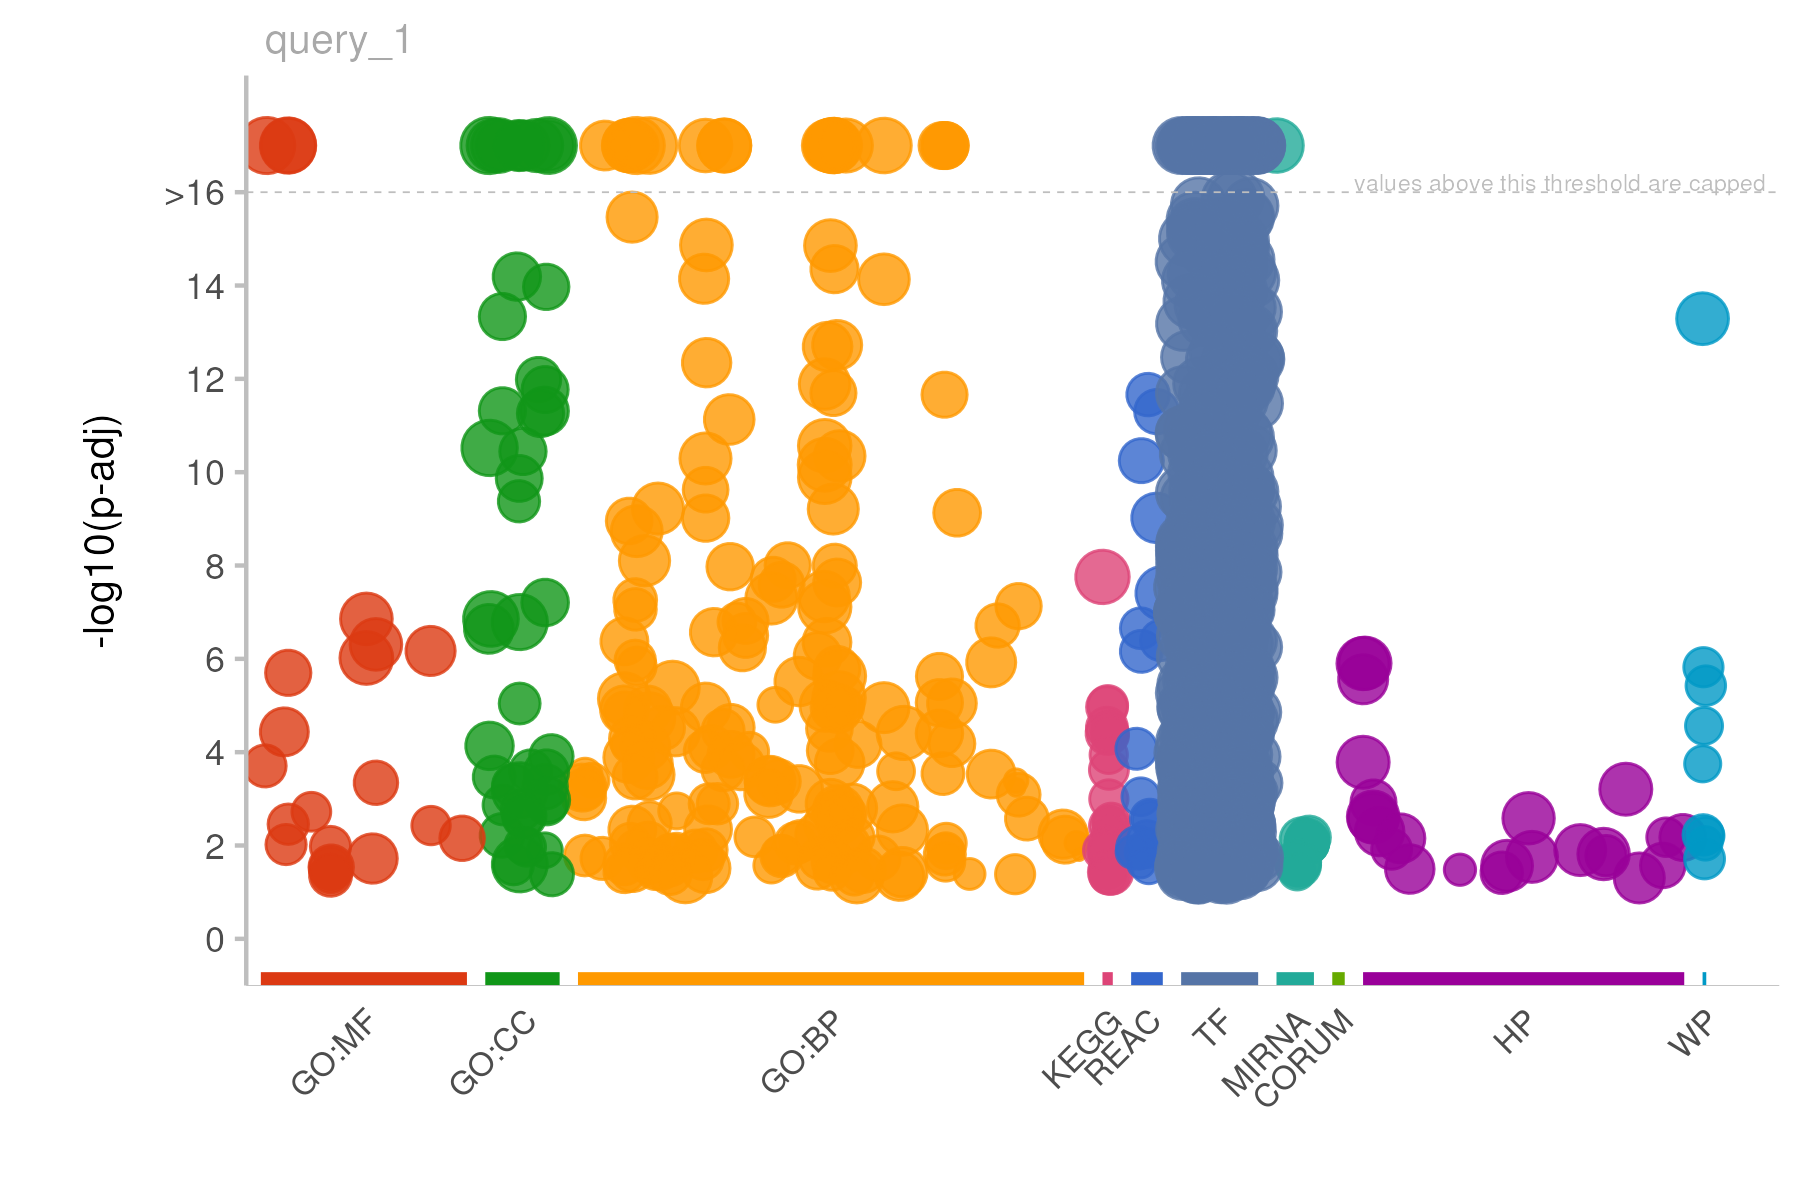 query_1
values above this threshold are capped
>16
14
12
10
8
6
4
2
0
-log10(p-adj)
GO:MF
GO:CC
GO:BP
KEGG
REAC
TF
MIRNA
CORUM
HP
WP